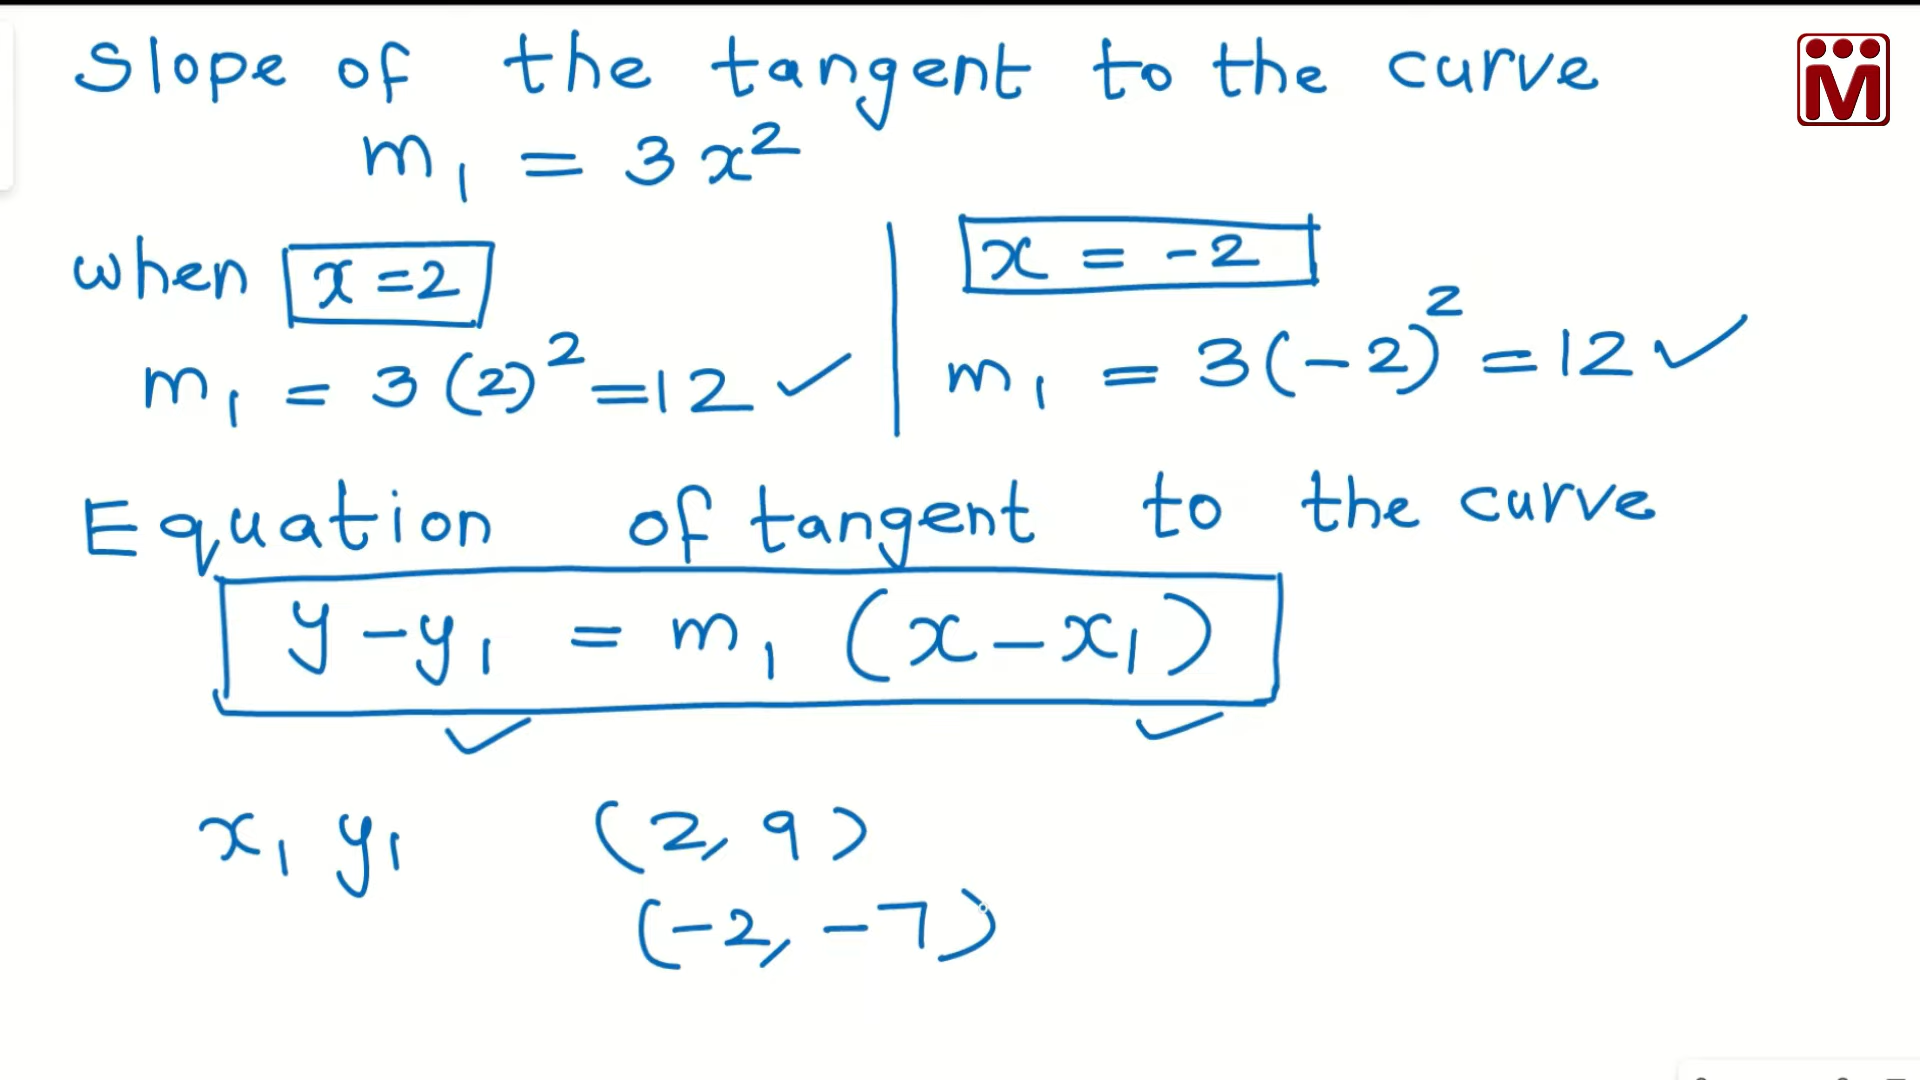 Slope of the tangent to the curve
m₁ = 3x²
when x = 2
m₁ = 3(2)² = 12 ✓
x = -2
m₁ = 3(-2)² = 12 ✓
Equation of tangent to the curve
y - y₁ = m₁ (x - x₁)
x₁ y₁ (2, 9)
(-2, -7)
M